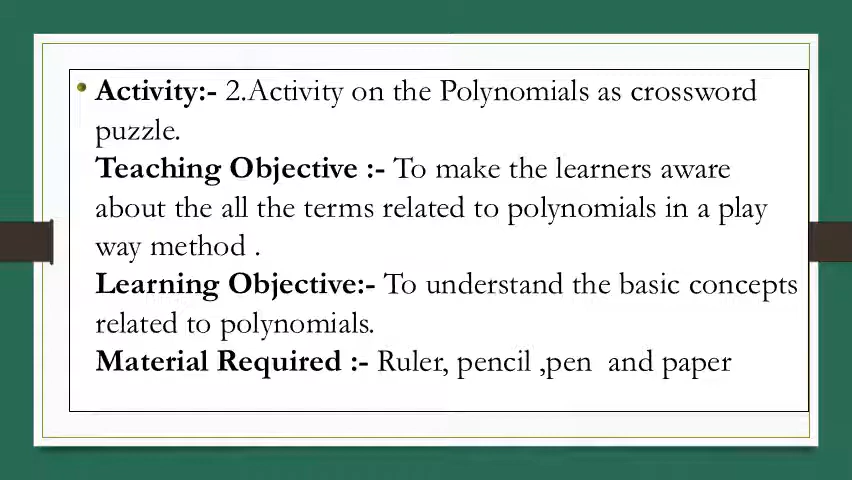 Activity:- 2.Activity on the Polynomials as crossword
puzzle.
Teaching Objective :- To make the learners aware
about the all the terms related to polynomials in a play
way method .
Learning Objective:- To understand the basic concepts
related to polynomials.
Material Required :- Ruler, pencil ,pen  and paper